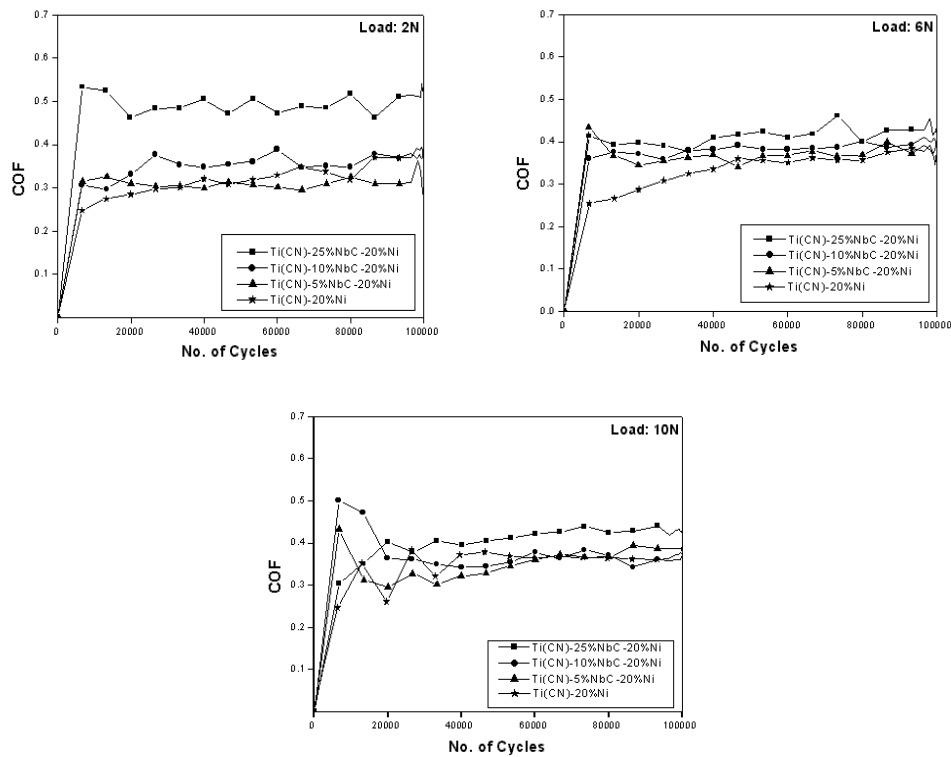 Load: 2N
0.7
0.6
0.5
0.4
0.3
0.2
0.1
COF
0
20000
40000
60000
80000
100000
No. of Cycles
Ti(CN)-25%NbC-20%Ni
Ti(CN)-10%NbC-20%Ni
Ti(CN)-5%NbC-20%Ni
Ti(CN)-20%Ni
Load: 6N
0.7
0.6
0.5
0.4
0.3
0.2
0.1
0.0
COF
0
20000
40000
60000
80000
100000
No. of Cycles
Ti(CN)-25%NbC-20%Ni
Ti(CN)-10%NbC-20%Ni
Ti(CN)-5%NbC-20%Ni
Ti(CN)-20%Ni
Load: 10N
0.7
0.6
0.5
0.4
0.3
0.2
0.1
COF
0
20000
40000
60000
80000
100000
No. of Cycles
Ti(CN)-25%NbC-20%Ni
Ti(CN)-10%NbC-20%Ni
Ti(CN)-5%NbC-20%Ni
Ti(CN)-20%Ni